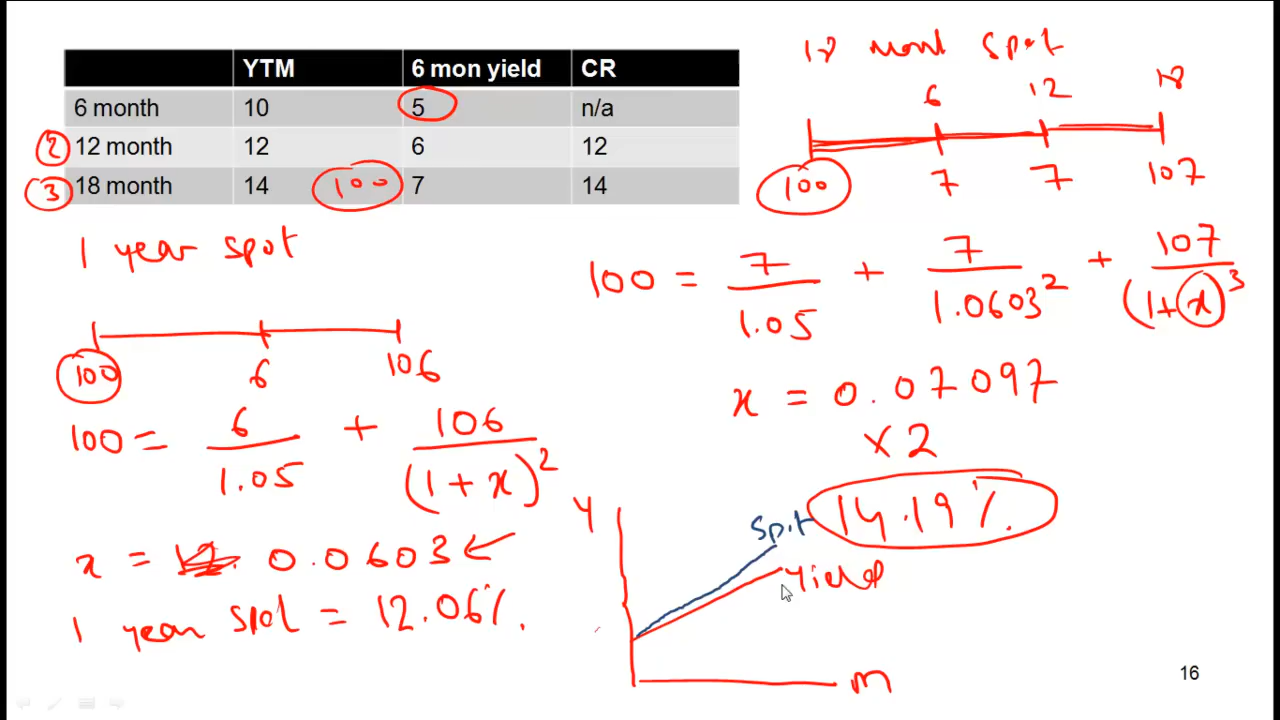 YTM 6 mon yield CR
6 month 10 5 n/a
② 12 month 12 6 12
③ 18 month 14 100 7 14
18 mont spot
6 12 18
100 7 7 107
1 year spot
100 6 106
100 = 6/1.05 + 106/(1+x)²
x = 0.0603 ←
1 year spot = 12.06%.
100 = 7/1.05 + 7/1.0603² + 107/(1+x)³
x = 0.07097
×2
14.19%.
Y
Spot
Yield
m
16